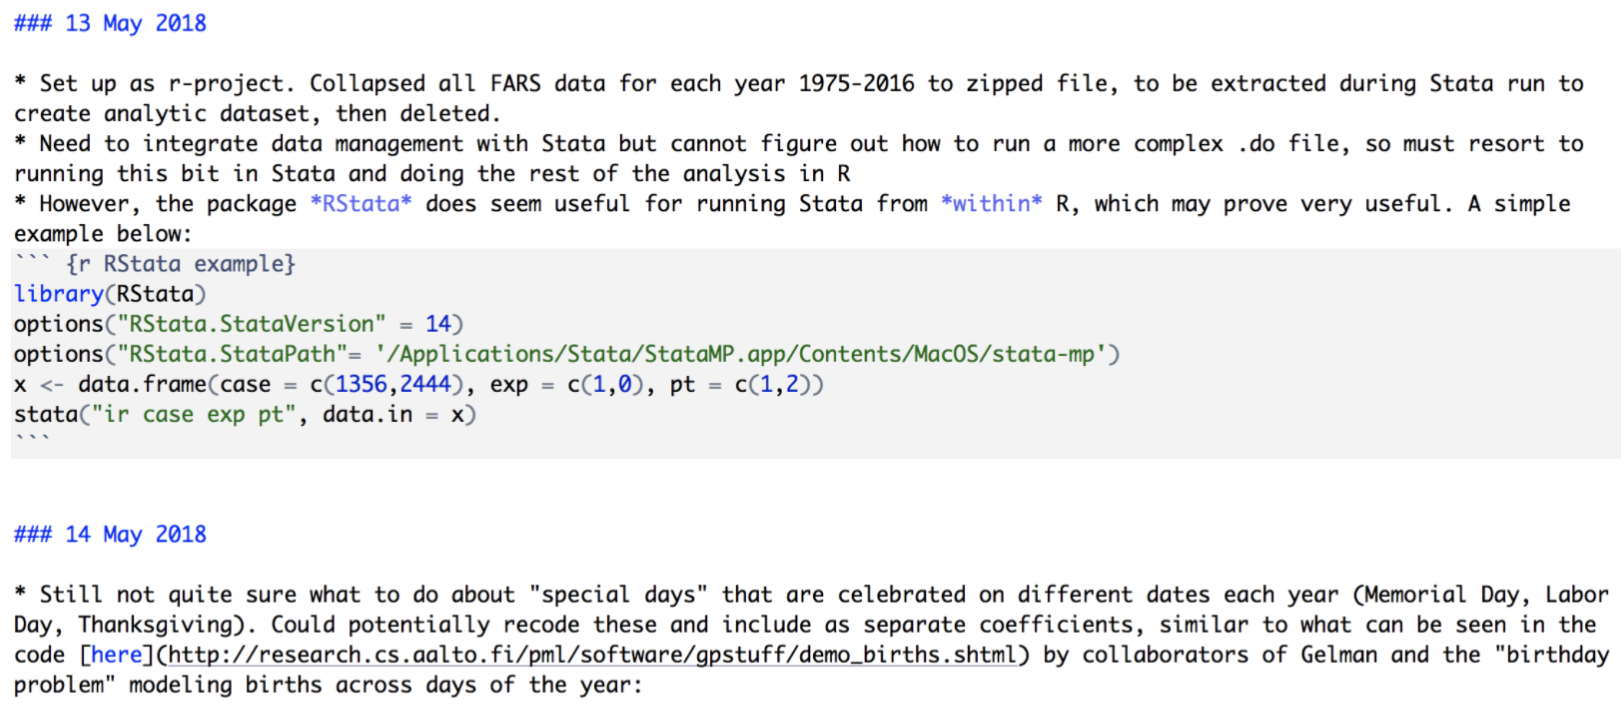 ### 13 May 2018
* Set up as r-project. Collapsed all FARS data for each year 1975-2016 to zipped file, to be extracted during Stata run to
create analytic dataset, then deleted.
* Need to integrate data management with Stata but cannot figure out how to run a more complex .do file, so must resort to
running this bit in Stata and doing the rest of the analysis in R
* However, the package *RStata* does seem useful for running Stata from *within* R, which may prove very useful. A simple
example below:
``` {r RStata example}
library(RStata)
options("RStata.StataVersion" = 14)
options("RStata.StataPath"= '/Applications/Stata/StataMP.app/Contents/MacOS/stata-mp')
x <- data.frame(case = c(1356,2444), exp = c(1,0), pt = c(1,2))
stata("ir case exp pt", data.in = x)
```
### 14 May 2018
* Still not quite sure what to do about "special days" that are celebrated on different dates each year (Memorial Day, Labor
Day, Thanksgiving). Could potentially recode these and include as separate coefficients, similar to what can be seen in the
code [here](http://research.cs.aalto.fi/pml/software/gpstuff/demo_births.shtml) by collaborators of Gelman and the "birthday
problem" modeling births across days of the year: